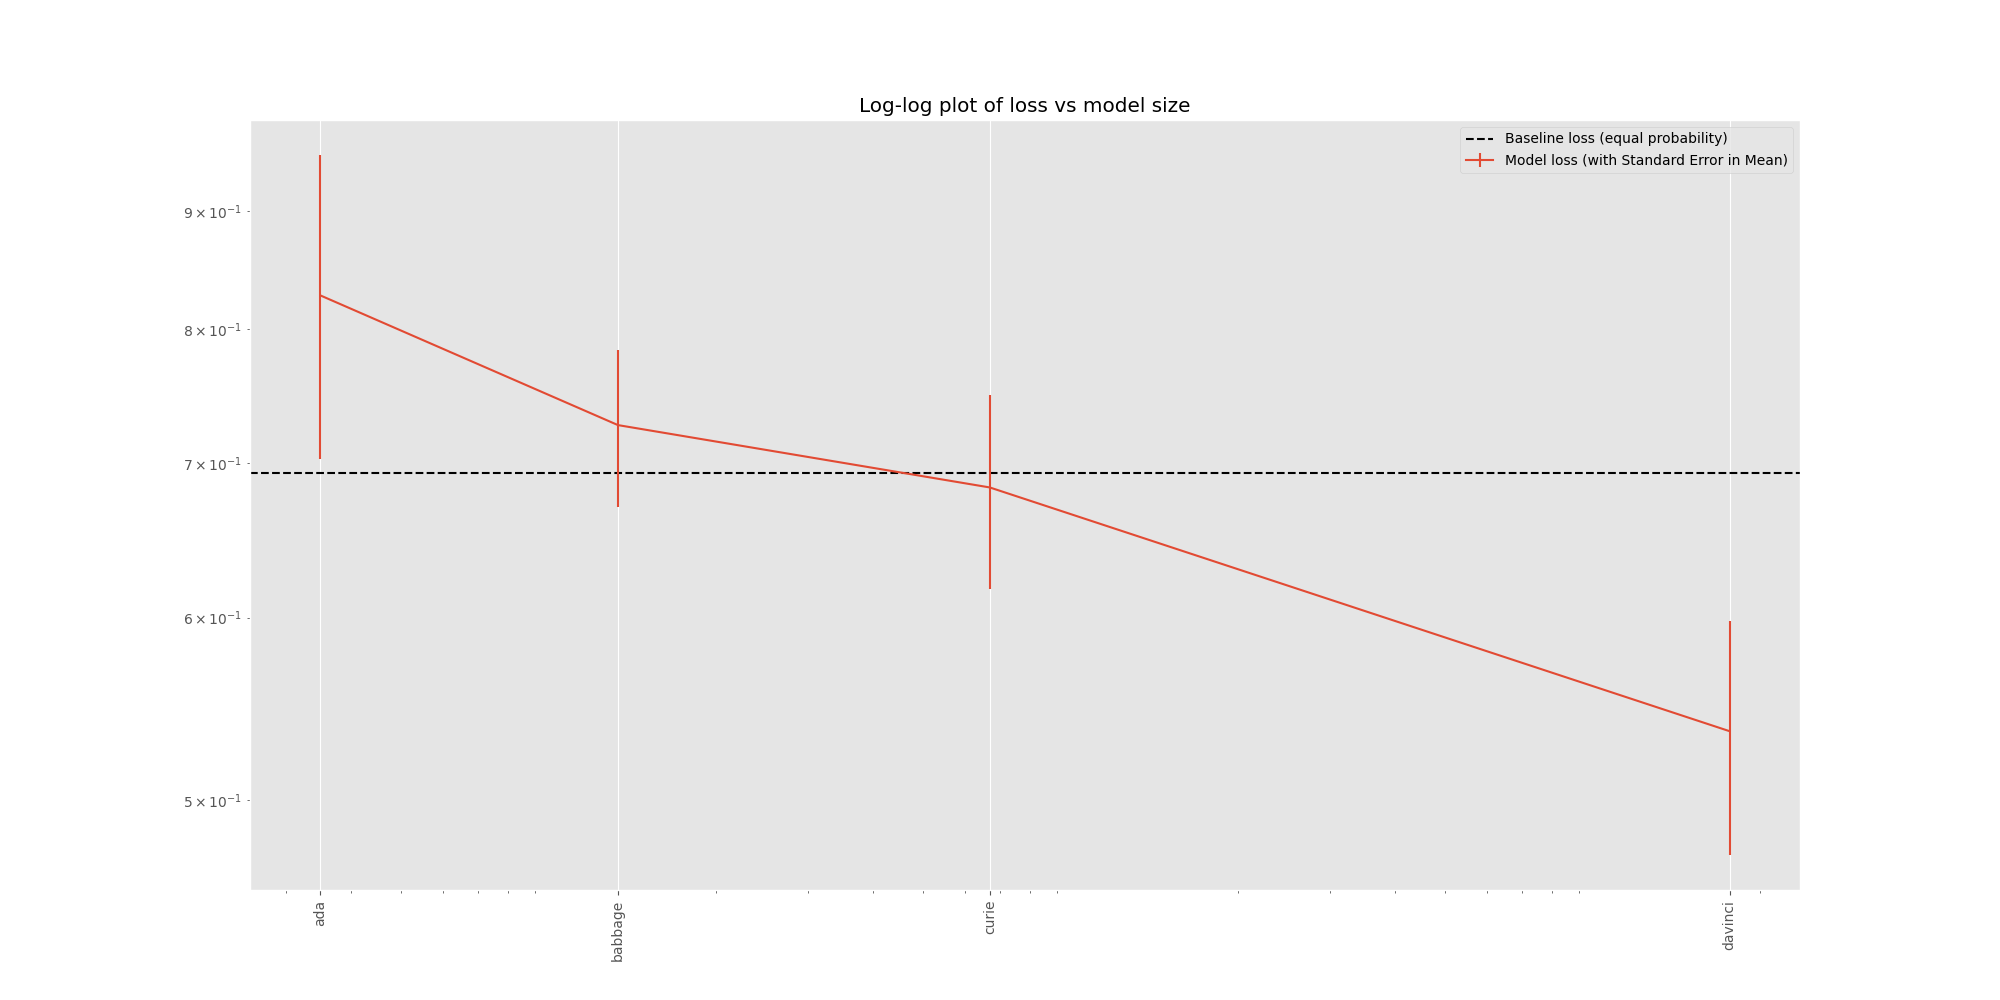 Log-log plot of loss vs model size
Baseline loss (equal probability)
Model loss (with Standard Error in Mean)
9 × 10⁻¹
8 × 10⁻¹
7 × 10⁻¹
6 × 10⁻¹
5 × 10⁻¹
ada
babbage
curie
davinci